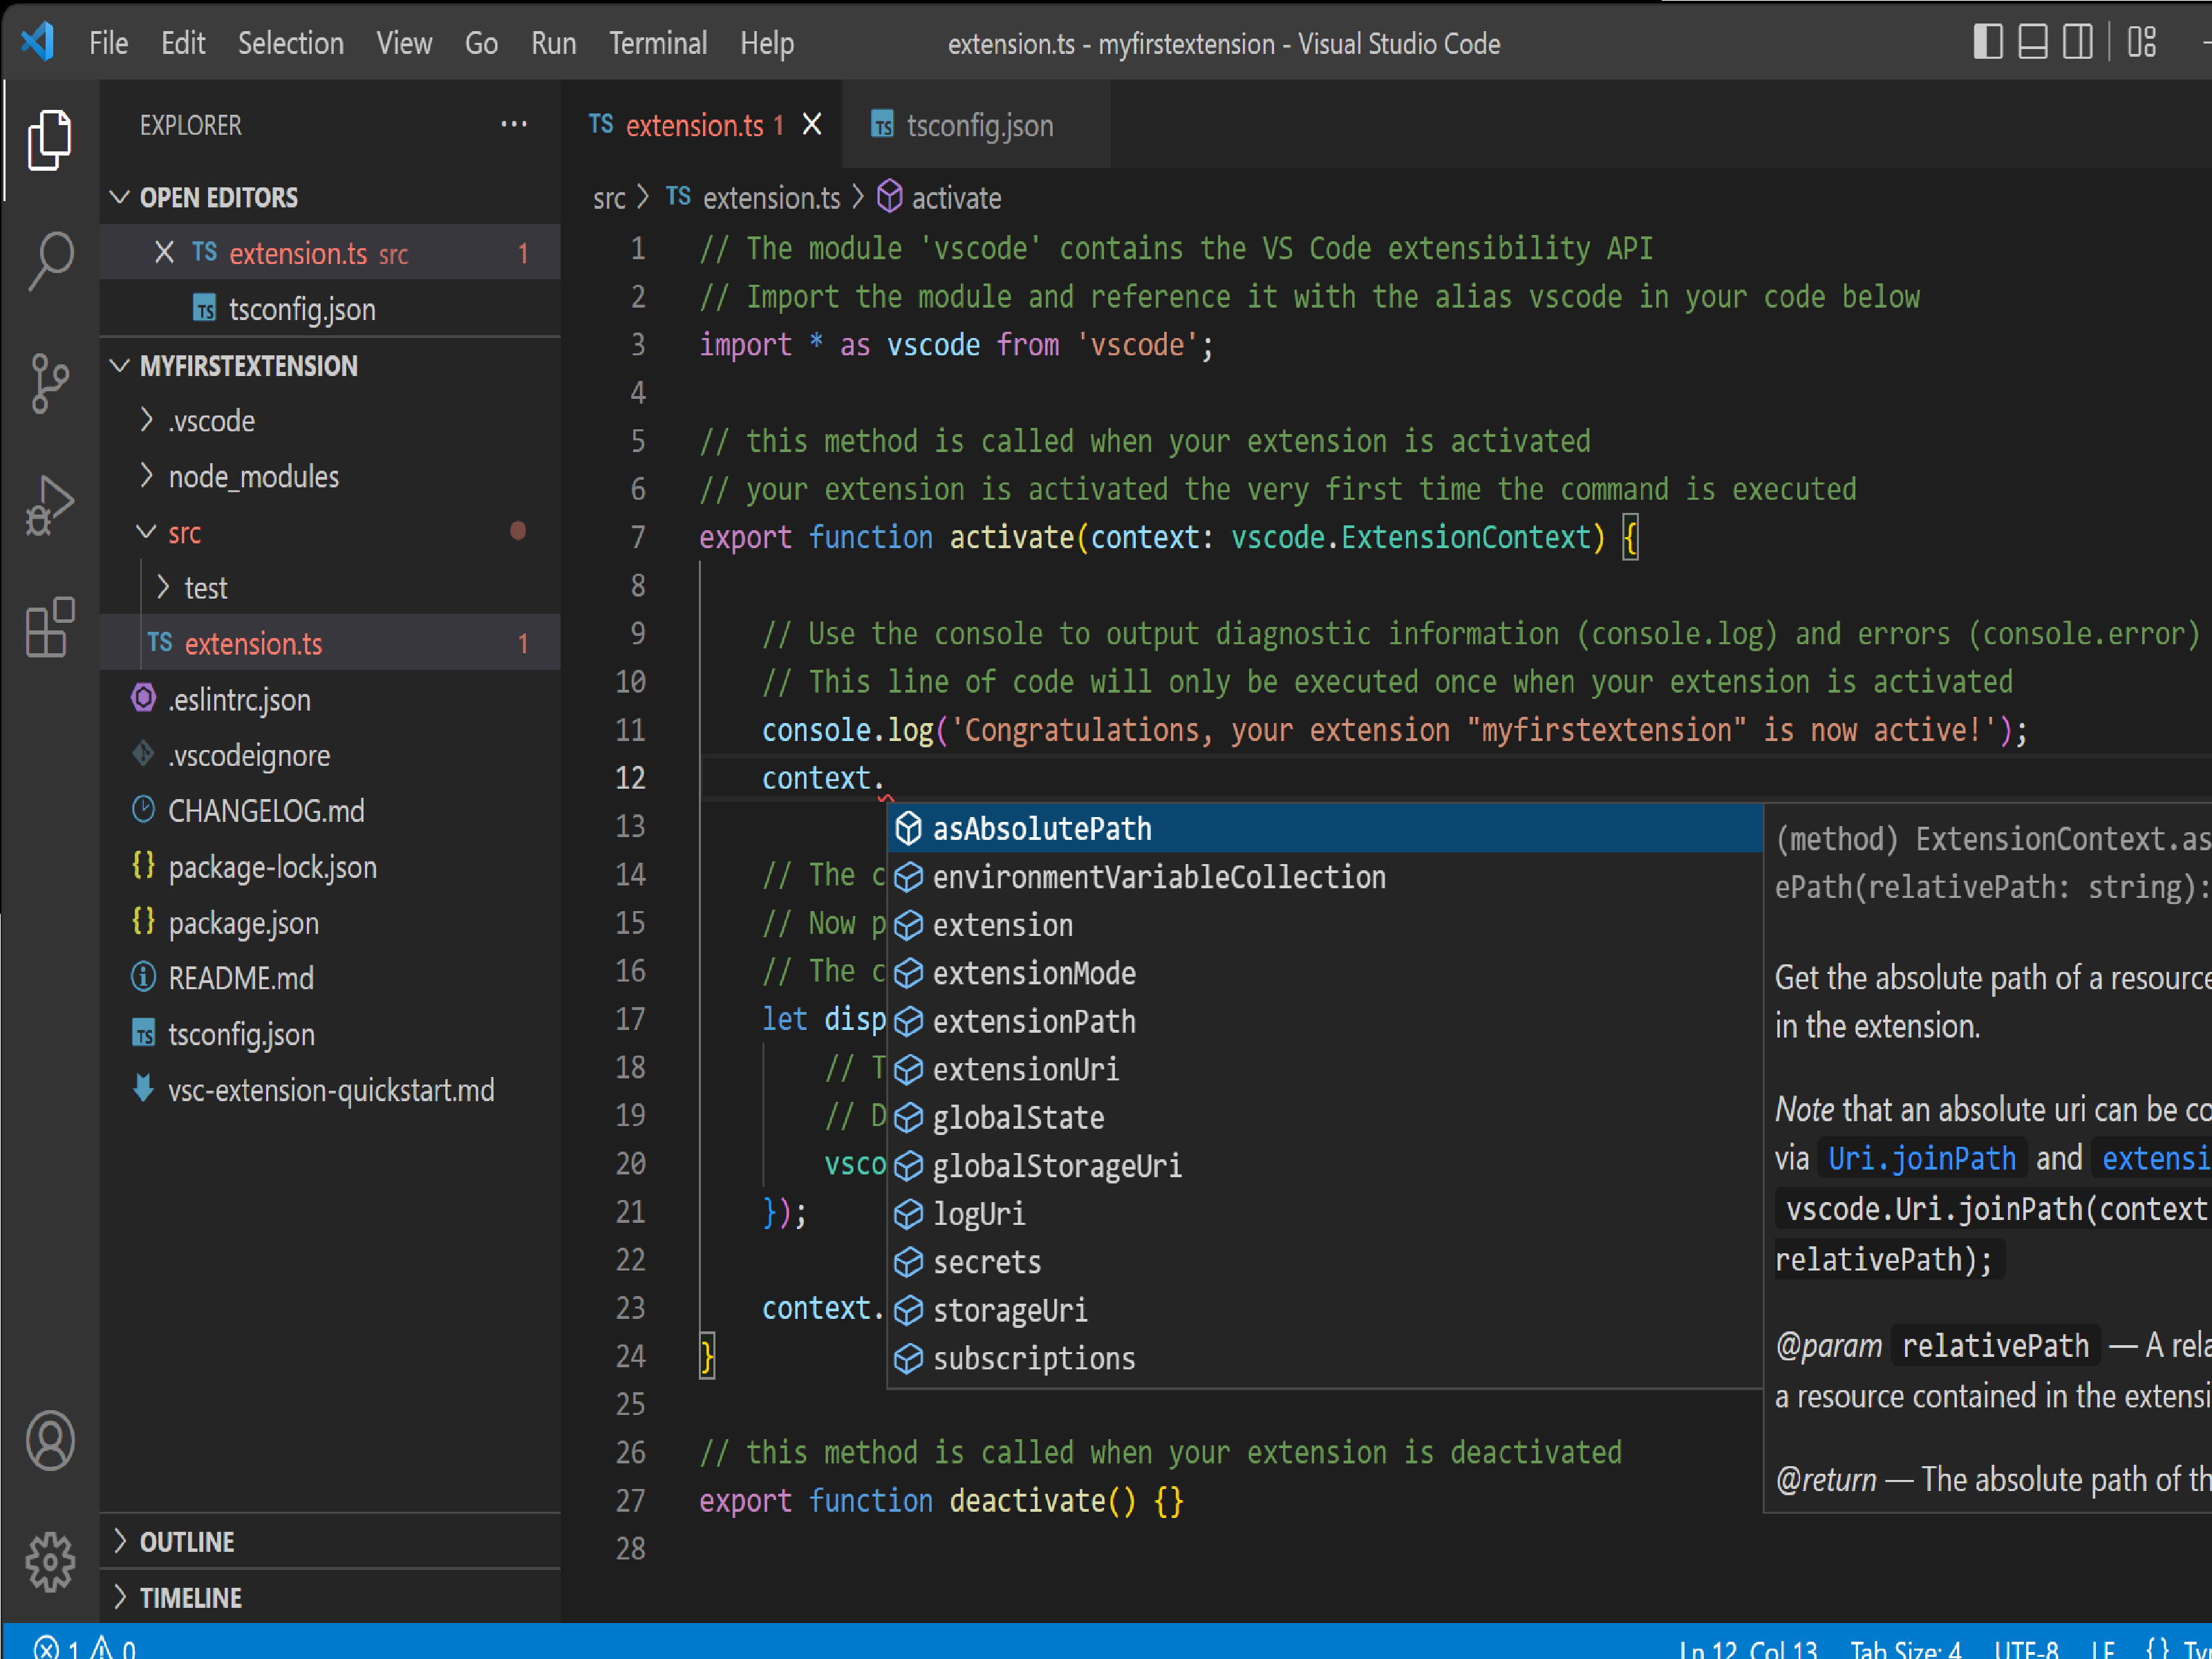 File Edit Selection View Go Run Terminal Help
extension.ts - myfirstextension - Visual Studio Code
EXPLORER
OPEN EDITORS
TS extension.ts src 1
TS tsconfig.json
MYFIRSTEXTENSION
.vscode
node_modules
src
test
TS extension.ts 1
.eslintrc.json
.vscodeignore
CHANGELOG.md
{} package-lock.json
{} package.json
README.md
TS tsconfig.json
vsc-extension-quickstart.md
OUTLINE
TIMELINE
TS extension.ts 1
TS tsconfig.json
src > TS extension.ts > activate
1 // The module 'vscode' contains the VS Code extensibility API
2 // Import the module and reference it with the alias vscode in your code below
3 import * as vscode from 'vscode';
4
5 // this method is called when your extension is activated
6 // your extension is activated the very first time the command is executed
7 export function activate(context: vscode.ExtensionContext) {
8
9 // Use the console to output diagnostic information (console.log) and errors (console.error)
10 // This line of code will only be executed once when your extension is activated
11 console.log('Congratulations, your extension "myfirstextension" is now active!');
12 context.
13
14 // The c
15 // Now p
16 // The c
17 let disp
18 // T
19 // D
20 vsco
21 });
22
23 context.
24 }
25
26 // this method is called when your extension is deactivated
27 export function deactivate() {}
28
asAbsolutePath
environmentVariableCollection
extension
extensionMode
extensionPath
extensionUri
globalState
globalStorageUri
logUri
secrets
storageUri
subscriptions
(method) ExtensionContext.as
ePath(relativePath: string):
Get the absolute path of a resource
in the extension.
Note that an absolute uri can be co
via Uri.joinPath and extensi
vscode.Uri.joinPath(context
relativePath);
@param relativePath — A rela
a resource contained in the extensi
@return — The absolute path of th
1 0
Ln 12, Col 13 Tab Size: 4 UTF-8 LF {} Ty